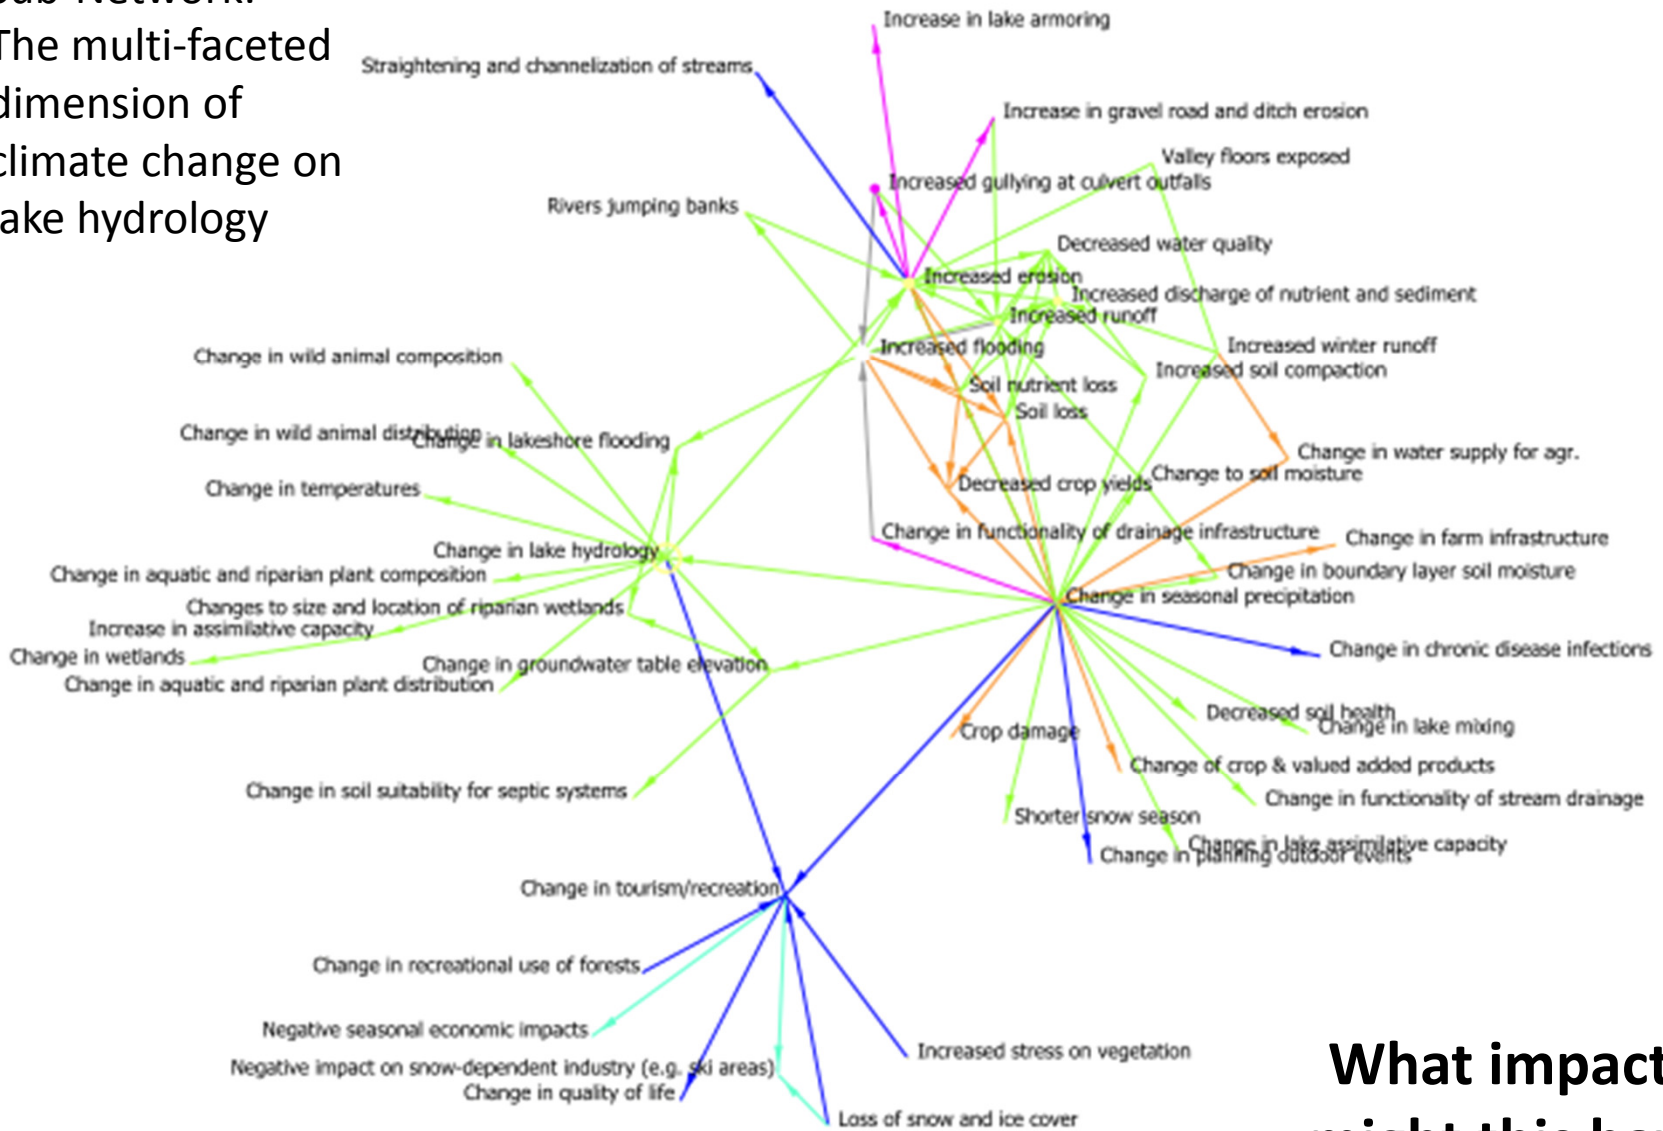 Sub-Network:
The multi-faceted
dimension of
climate change on
lake hydrology
Increase in lake armoring
Straightening and channelization of streams
Increase in gravel road and ditch erosion
Valley floors exposed
Increased gullying at culvert outfalls
Rivers jumping banks
Decreased water quality
Increased erosion
Increased discharge of nutrient and sediment
Increased runoff
Increased flooding
Increased winter runoff
Change in wild animal composition
Increased soil compaction
Soil nutrient loss
Soil loss
Change in wild animal distribution
Change in lakeshore flooding
Change in water supply for agr.
Change to soil moisture
Change in temperatures
Decreased crop yields
Change in functionality of drainage infrastructure
Change in farm infrastructure
Change in lake hydrology
Change in aquatic and riparian plant composition
Change in boundary layer soil moisture
Change in seasonal precipitation
Changes to size and location of riparian wetlands
Increase in assimilative capacity
Change in wetlands
Change in groundwater table elevation
Change in chronic disease infections
Change in aquatic and riparian plant distribution
Decreased soil health
Change in lake mixing
Crop damage
Change of crop & valued added products
Change in soil suitability for septic systems
Change in functionality of stream drainage
Shorter snow season
Change in lake assimilative capacity
Change in planning outdoor events
Change in tourism/recreation
Change in recreational use of forests
Negative seasonal economic impacts
Increased stress on vegetation
Negative impact on snow-dependent industry (e.g. ski areas)
Change in quality of life
Loss of snow and ice cover
What impact
might this